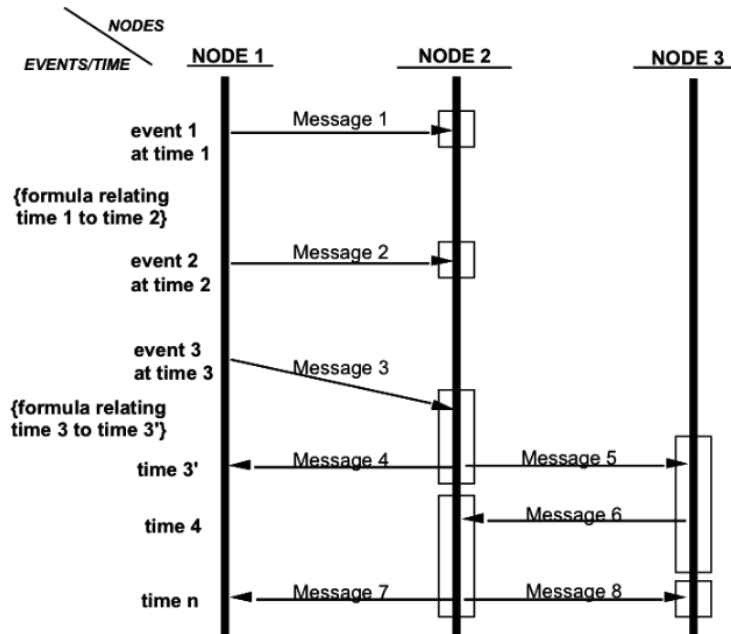 NODES
EVENTS/TIME
NODE 1
NODE 2
NODE 3
Message 1
event 1
at time 1
{formula relating
time 1 to time 2}
Message 2
event 2
at time 2
event 3
at time 3
Message 3
{formula relating
time 3 to time 3'}
time 3'
Message 4
Message 5
time 4
Message 6
time n
Message 7
Message 8